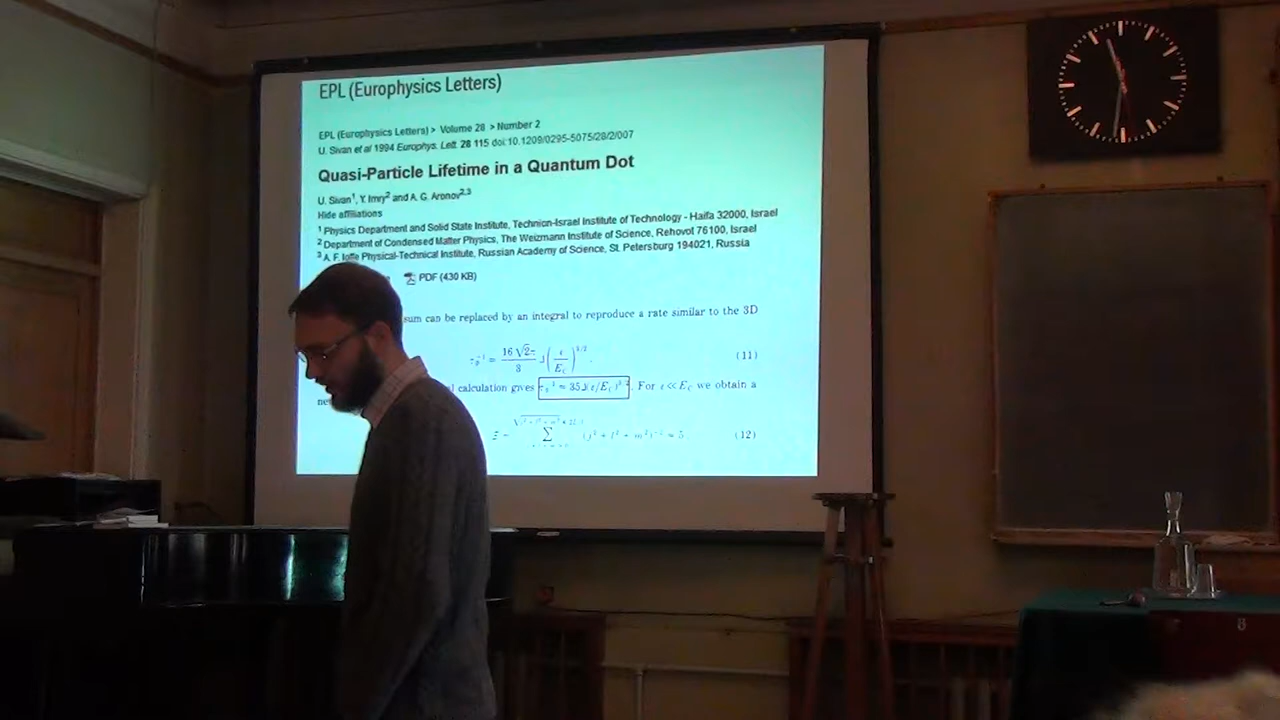 EPL (Europhysics Letters)
EPL (Europhysics Letters) > Volume 28 > Number 2
U. Sivan et al 1994 Europhys. Lett. 28 115 doi:10.1209/0295-5075/28/2/007
Quasi-Particle Lifetime in a Quantum Dot
U. Sivan1, Y. Imry2 and A. G. Aronov2,3
Hide affiliations
1 Physics Department and Solid State Institute, Technion-Israel Institute of Technology - Haifa 32000, Israel
2 Department of Condensed Matter Physics, The Weizmann Institute of Science, Rehovot 76100, Israel
3 A. F. Ioffe Physical-Technical Institute, Russian Academy of Science, St. Petersburg 194021, Russia
PDF (430 KB)
sum can be replaced by an integral to reproduce a rate similar to the 3D
(11)
calculation gives For ε ≪ Ec we obtain a
(12)
8